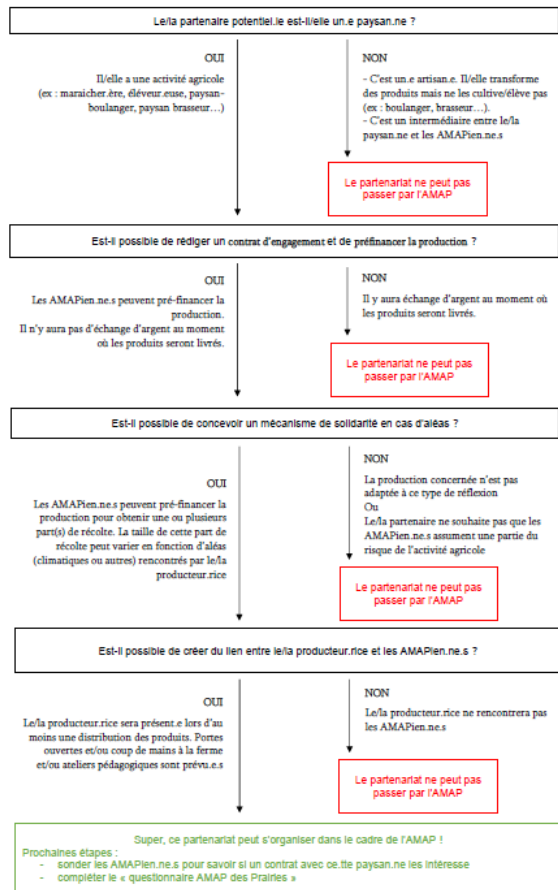 Le/la partenaire potentiel.le est-il/elle un.e paysan.ne ?
OUI
Il/elle a une activité agricole
(ex : maraicher.ère, éléveur.euse, paysan-
boulanger, paysan brasseur…)
NON
- C'est un.e artisan.e. Il/elle transforme
des produits mais ne les cultive/élève pas
(ex : boulanger, brasseur…).
- C'est un intermédiaire entre le/la
paysan.ne et les AMAPien.ne.s
Le partenariat ne peut pas
passer par l'AMAP
Est-il possible de rédiger un contrat d'engagement et de préfinancer la production ?
OUI
Les AMAPien.ne.s peuvent pré-financer la
production.
Il n'y aura pas d'échange d'argent au moment
où les produits seront livrés.
NON
Il y aura échange d'argent au moment où
les produits seront livrés.
Le partenariat ne peut pas
passer par l'AMAP
Est-il possible de concevoir un mécanisme de solidarité en cas d'aléas ?
OUI
Les AMAPien.ne.s peuvent pré-financer la
production pour obtenir une ou plusieurs
part(s) de récolte. La taille de cette part de
récolte peut varier en fonction d'aléas
(climatiques ou autres) rencontrés par le/la
producteur.rice
NON
La production concernée n'est pas
adaptée à ce type de réflexion
Ou
Le/la partenaire ne souhaite pas que les
AMAPien.ne.s assument une partie du
risque de l'activité agricole
Le partenariat ne peut pas
passer par l'AMAP
Est-il possible de créer du lien entre le/la producteur.rice et les AMAPien.ne.s ?
OUI
Le/la producteur.rice sera présent.e lors d'au
moins une distribution des produits. Portes
ouvertes et/ou coup de mains à la ferme
et/ou ateliers pédagogiques sont prévu.e.s
NON
Le/la producteur.rice ne rencontrera pas
les AMAPien.ne.s
Le partenariat ne peut pas
passer par l'AMAP
Super, ce partenariat peut s'organiser dans le cadre de l'AMAP !
Prochaines étapes :
- sonder les AMAPien.ne.s pour savoir si un contrat avec ce.tte paysan.ne les intéresse
- compléter le « questionnaire AMAP des Prairies »